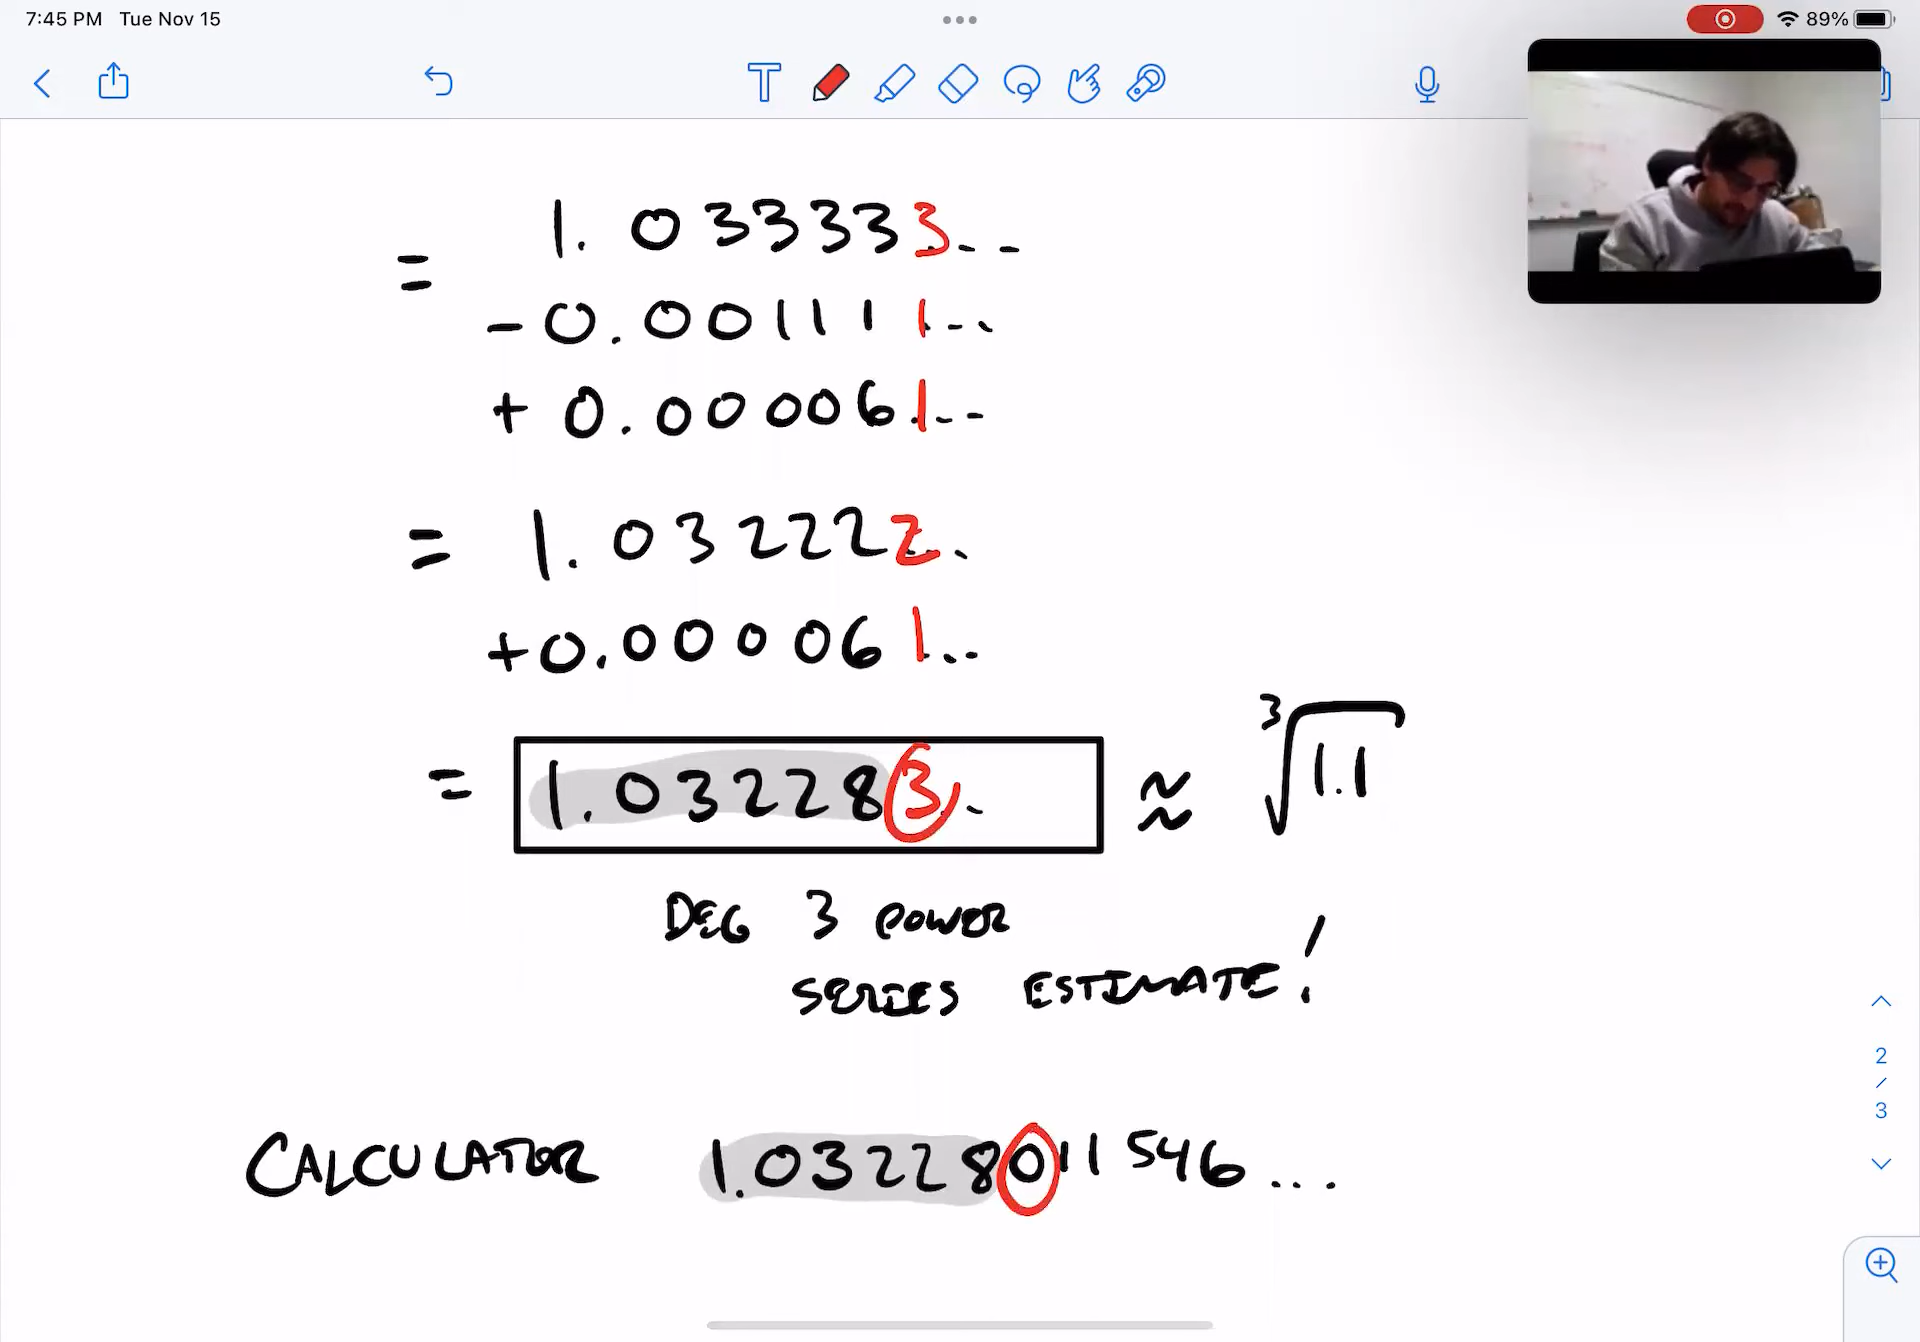 7:45 PM Tue Nov 15
89%
= 1.033333...
- 0.001111...
+ 0.000061...
= 1.032222...
+0.000061...
= 1.0322283... ≈ ∛1.1
DEG 3 POWER
SERIES ESTIMATE!
2
/
3
CALCULATOR 1.03228011546...